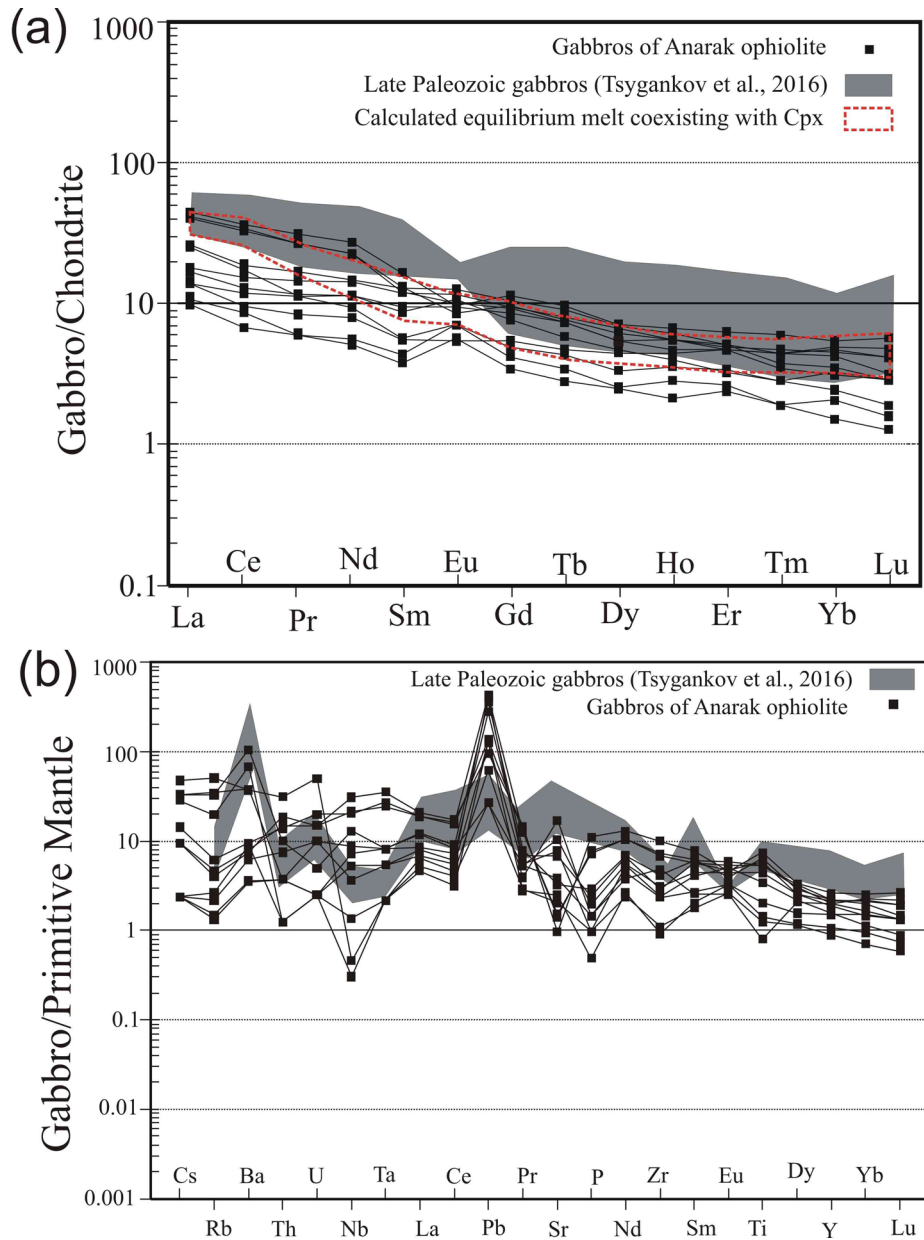 (a)
1000
Gabbros of Anarak ophiolite
Late Paleozoic gabbros (Tsygankov et al., 2016)
Calculated equilibrium melt coexisting with Cpx
100
Gabbro/Chondrite
10
1
0.1
Ce Nd Eu Tb Ho Tm Lu
La Pr Sm Gd Dy Er Yb
(b)
1000
Late Paleozoic gabbros (Tsygankov et al., 2016)
Gabbros of Anarak ophiolite
100
Gabbro/Primitive Mantle
10
1
0.1
0.01
0.001
Cs Ba U Ta Ce Pr P Zr Eu Dy Yb
Rb Th Nb La Pb Sr Nd Sm Ti Y Lu